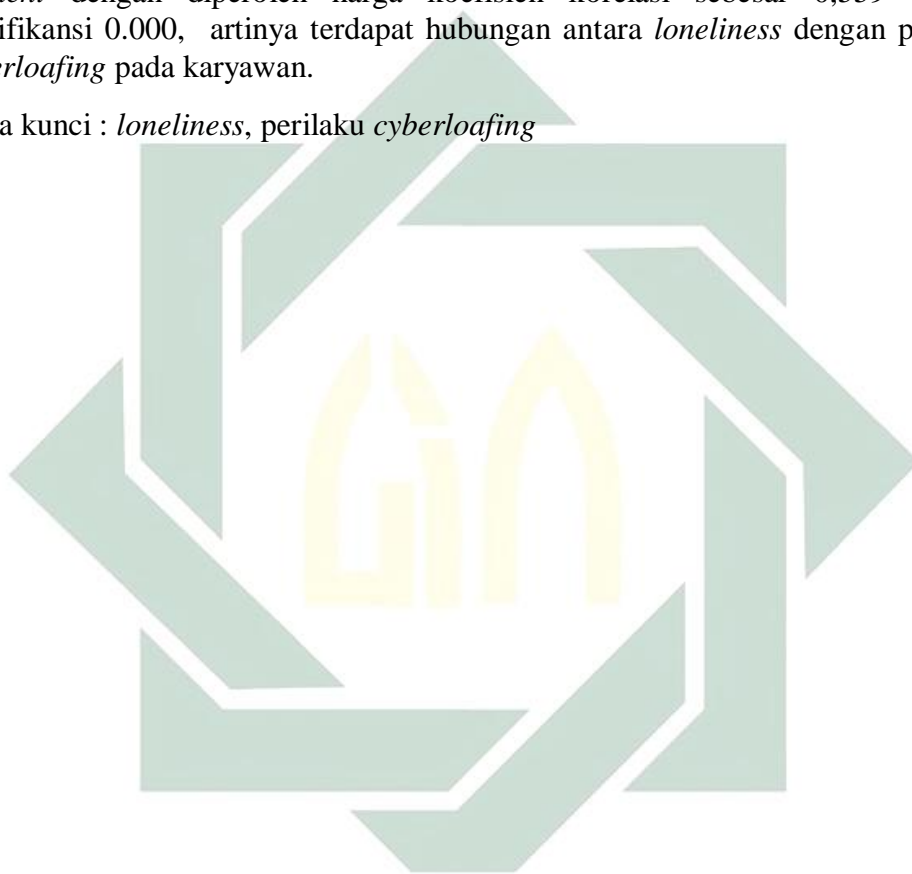 dengan diperoleh harga koefisien korelasi sebesar
ifikansi 0.000, artinya terdapat hubungan antara loneliness dengan p
erloafing pada karyawan.
a kunci : loneliness, perilaku cyberloafing
uin